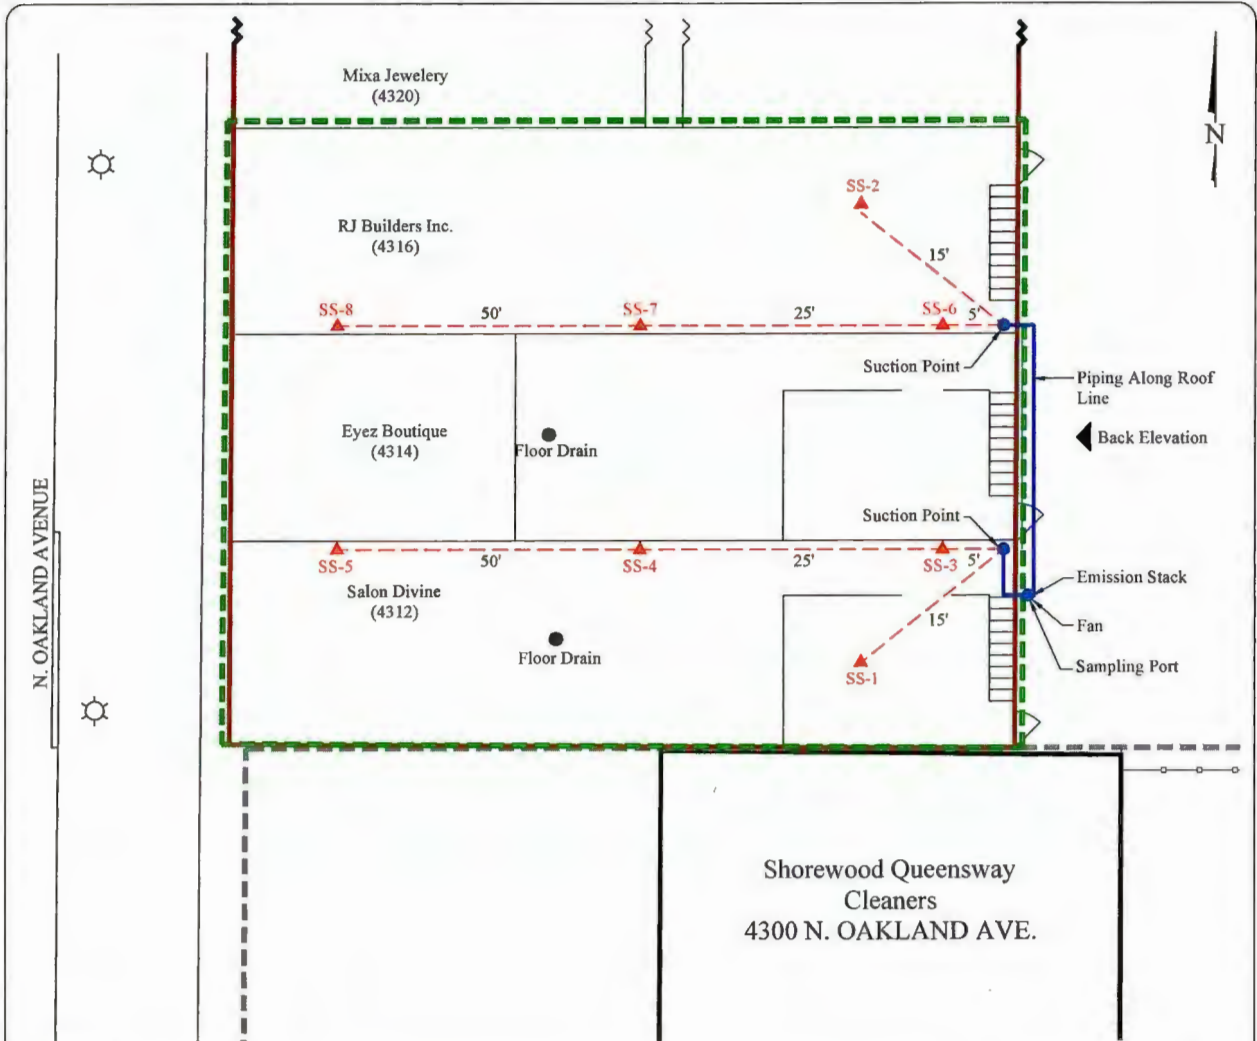 Mixa Jewelery
(4320)
N
SS-2
RJ Builders Inc.
(4316)
15'
SS-8
50'
SS-7
25'
SS-6
5'
Suction Point
Piping Along Roof
Line
Eyez Boutique
(4314)
Floor Drain
Back Elevation
N. OAKLAND AVENUE
Suction Point
SS-5
50'
SS-4
25'
SS-3
5'
Emission Stack
Salon Divine
(4312)
15'
Fan
Floor Drain
Sampling Port
SS-1
Shorewood Queensway
Cleaners
4300 N. OAKLAND AVE.